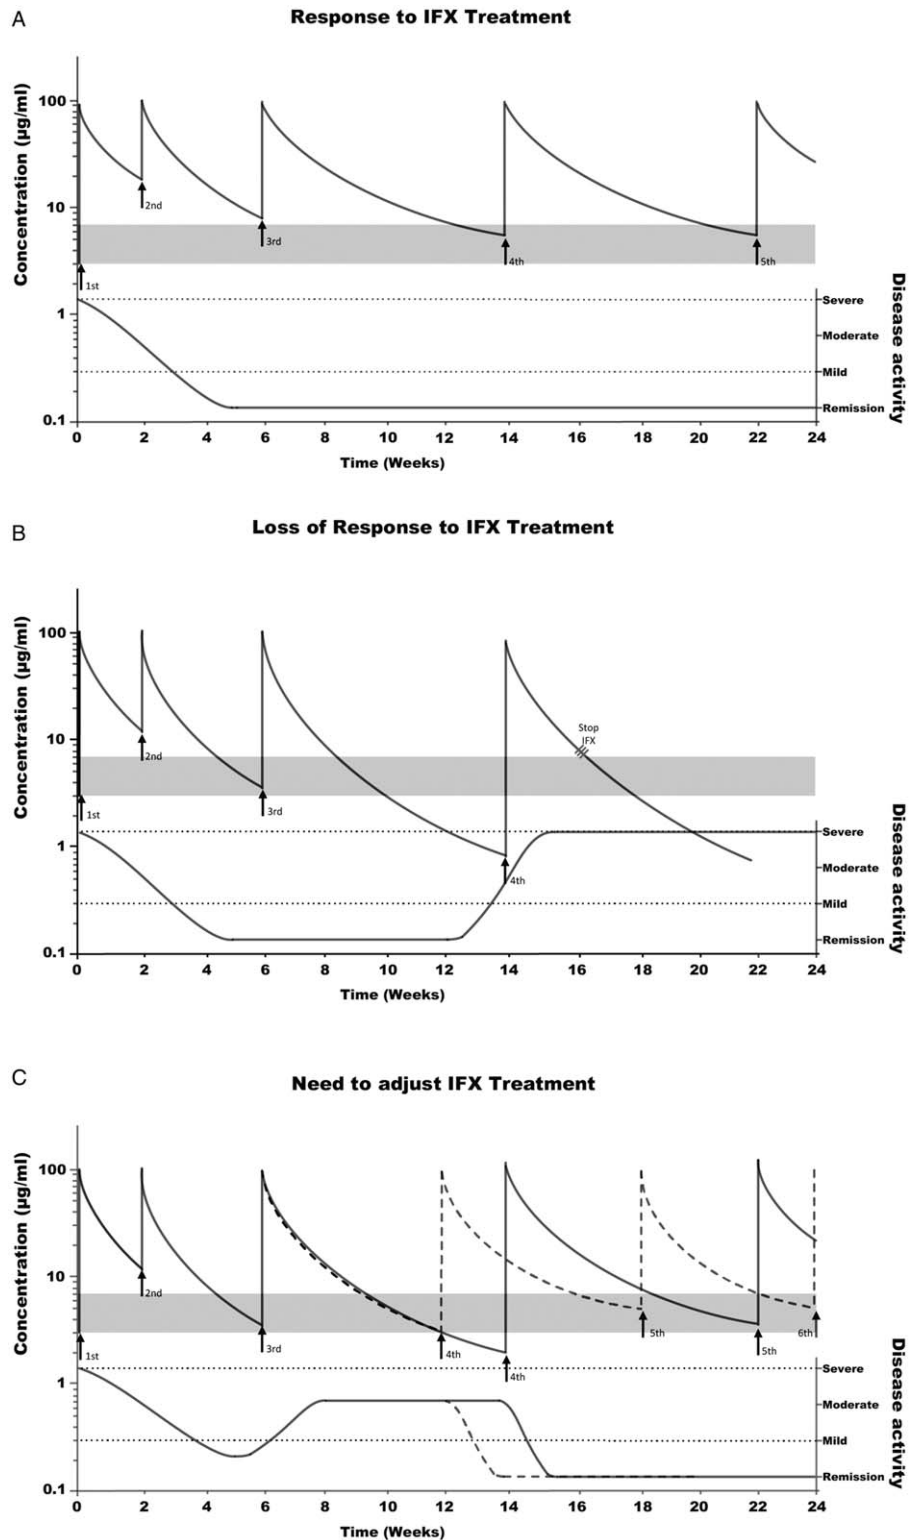 A
Response to IFX Treatment
Concentration (µg/ml)
100
10
1
0.1
1st
2nd
3rd
4th
5th
Severe
Moderate
Mild
Remission
Disease activity
0 2 4 6 8 10 12 14 16 18 20 22 24
Time (Weeks)
B
Loss of Response to IFX Treatment
Concentration (µg/ml)
100
10
1
0.1
1st
2nd
3rd
4th
Stop
IFX
Severe
Moderate
Mild
Remission
Disease activity
0 2 4 6 8 10 12 14 16 18 20 22 24
Time (Weeks)
C
Need to adjust IFX Treatment
Concentration (µg/ml)
100
10
1
0.1
1st
2nd
3rd
4th
4th
5th
5th
6th
Severe
Moderate
Mild
Remission
Disease activity
0 2 4 6 8 10 12 14 16 18 20 22 24
Time (Weeks)